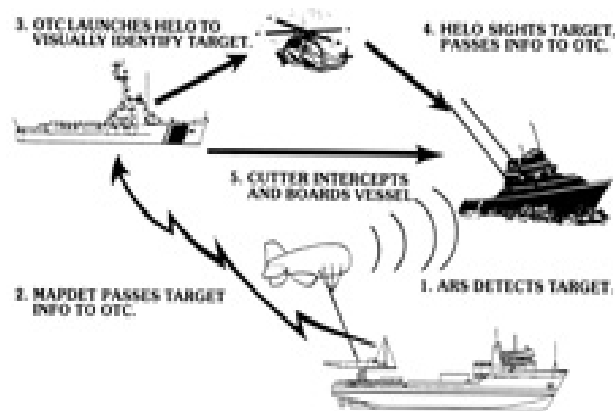 3. OTC LAUNCHES HELO TO
VISUALLY IDENTIFY TARGET.
4. HELO SIGHTS TARGET,
PASSES INFO TO OTC.
5. CUTTER INTERCEPTS
AND BOARDS VESSEL
2. MAPDET PASSES TARGET
INFO TO OTC.
1. ARS DETECTS TARGET.